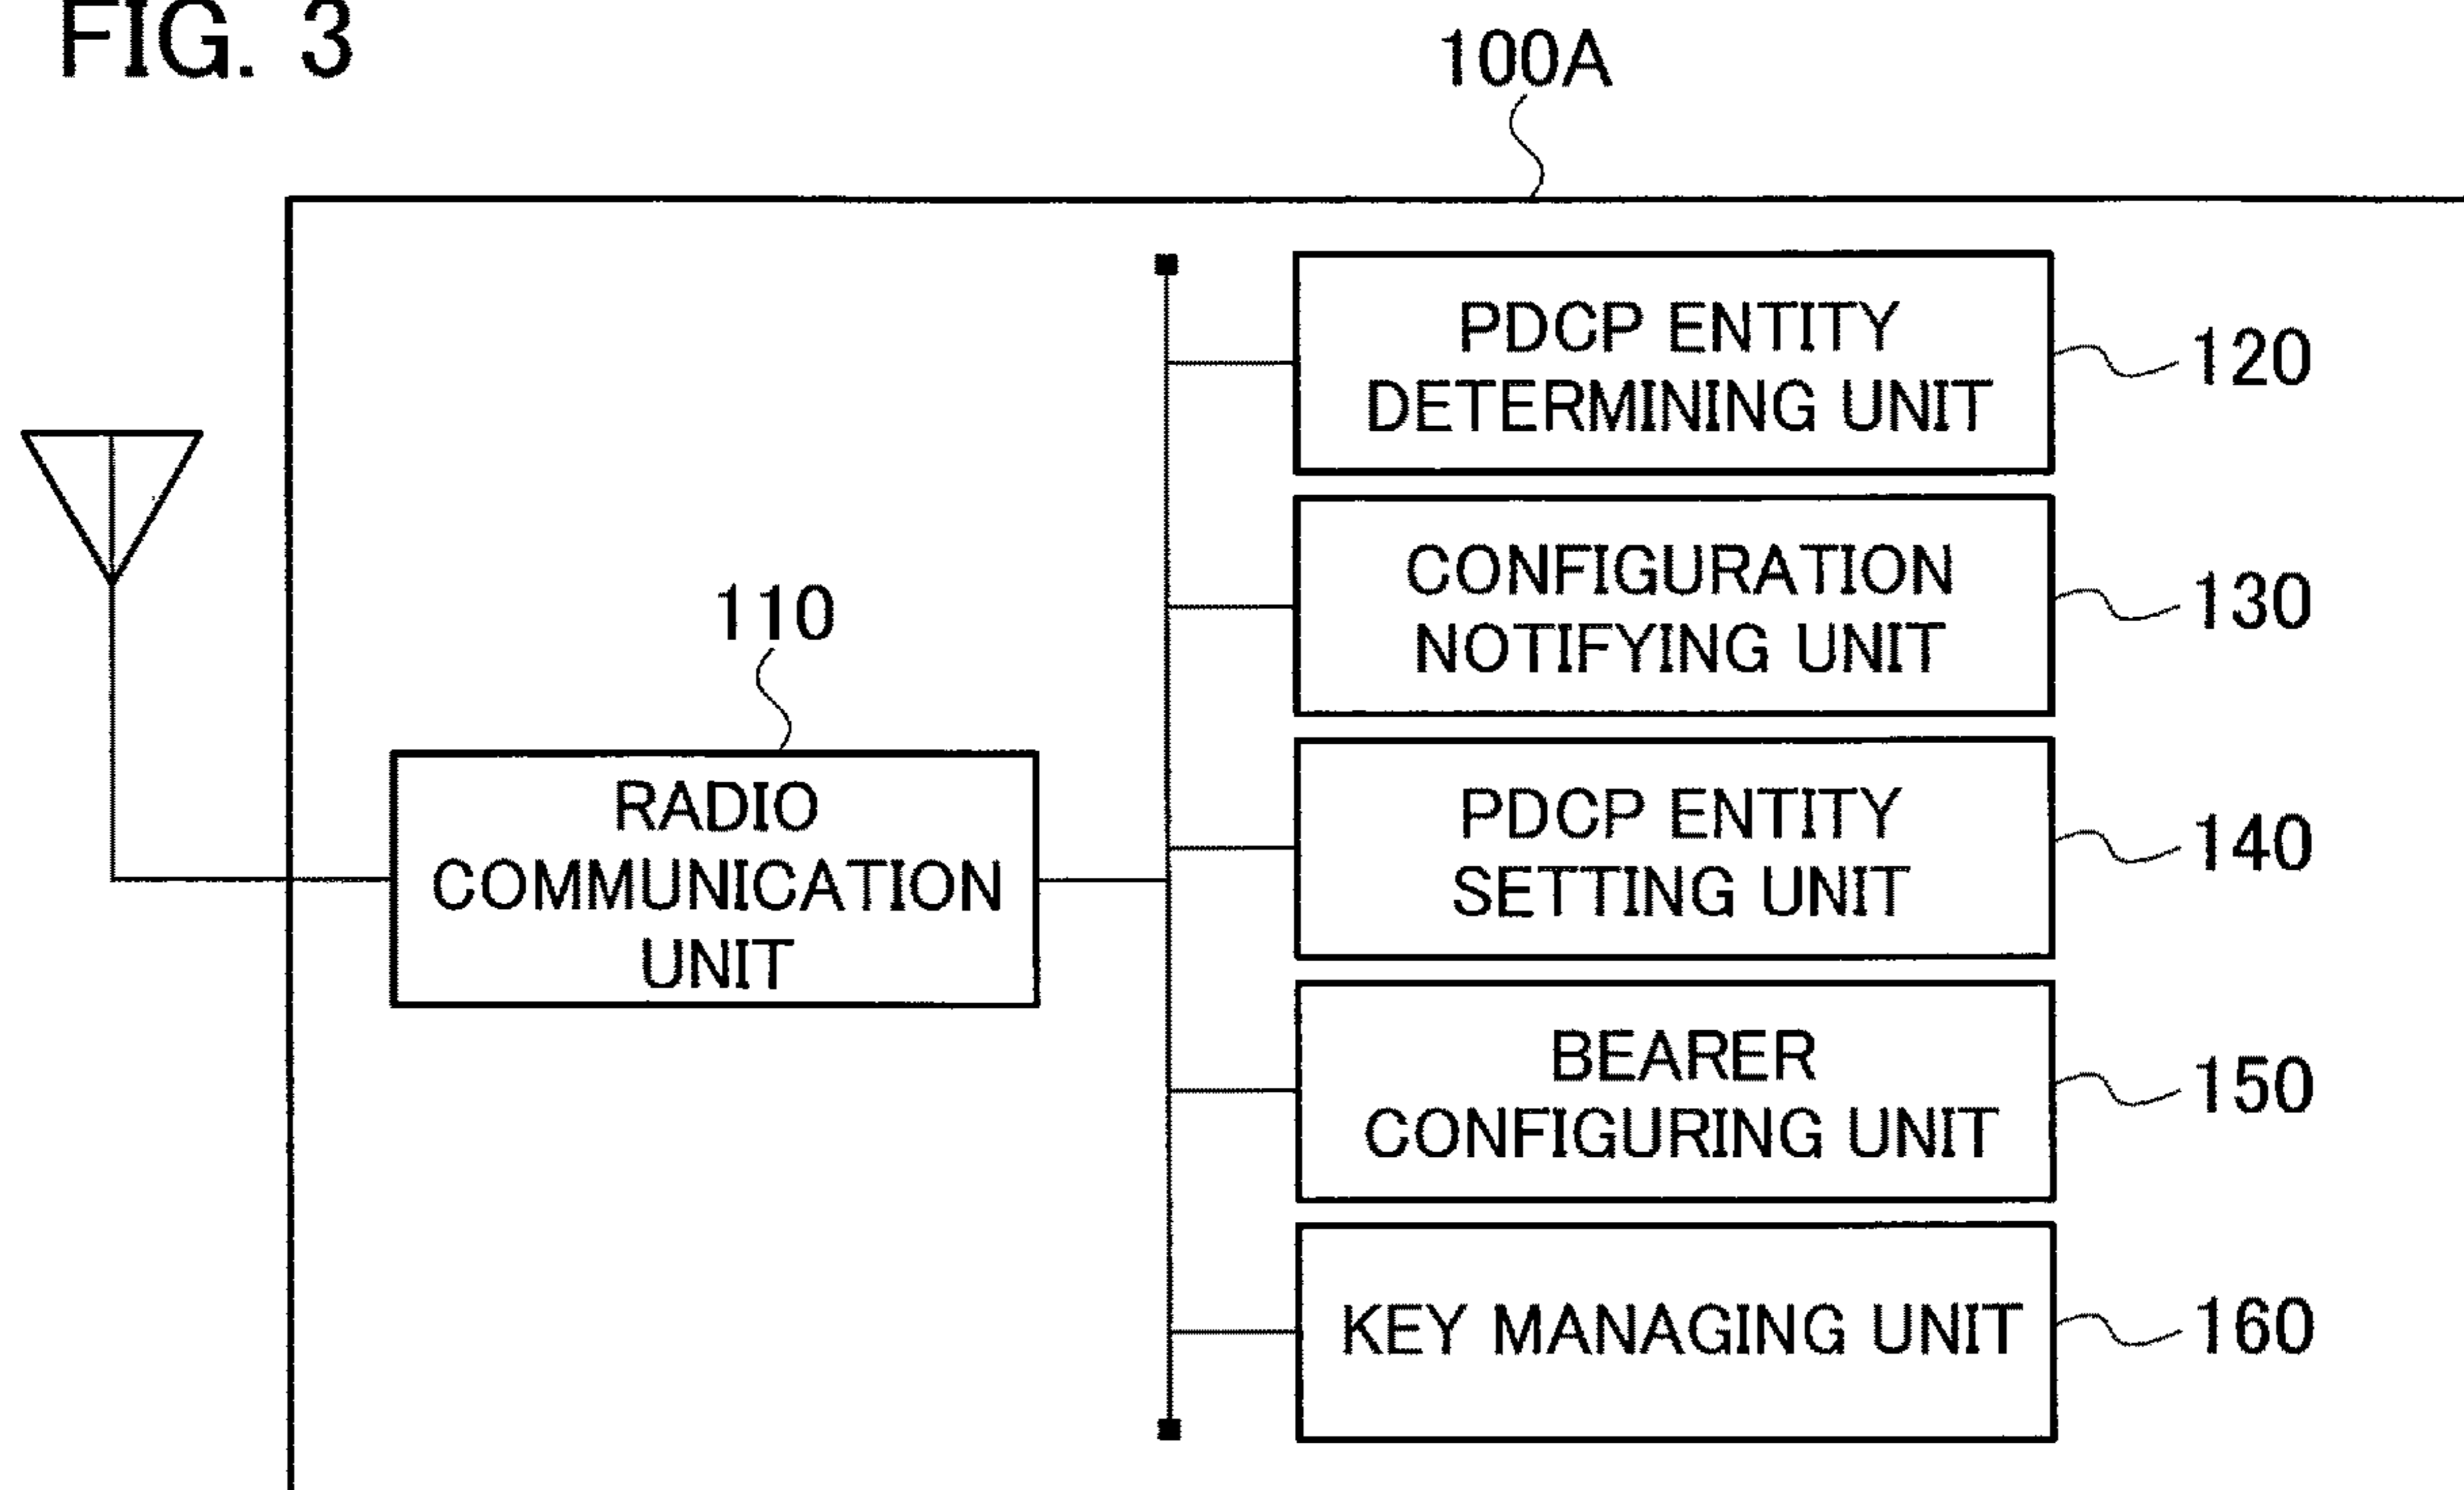 FIG. 3
100A
PDCP ENTITY
DETERMINING UNIT
120
CONFIGURATION
NOTIFYING UNIT
130
110
RADIO
COMMUNICATION
UNIT
PDCP ENTITY
SETTING UNIT
140
BEARER
CONFIGURING UNIT
150
KEY MANAGING UNIT
160